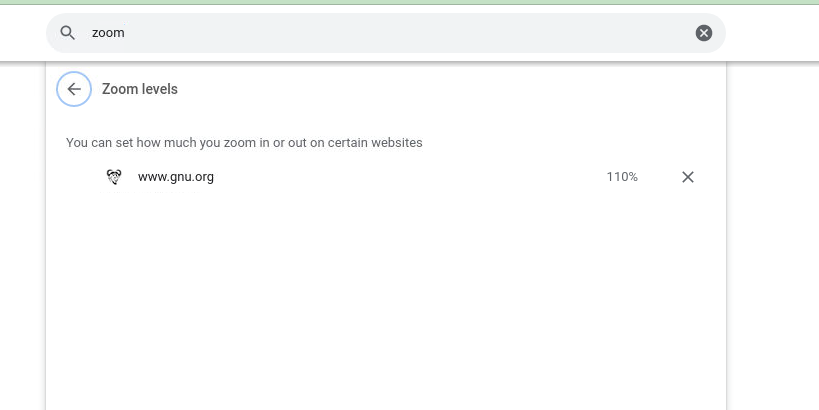 zoom
Zoom levels
You can set how much you zoom in or out on certain websites
www.gnu.org 110%